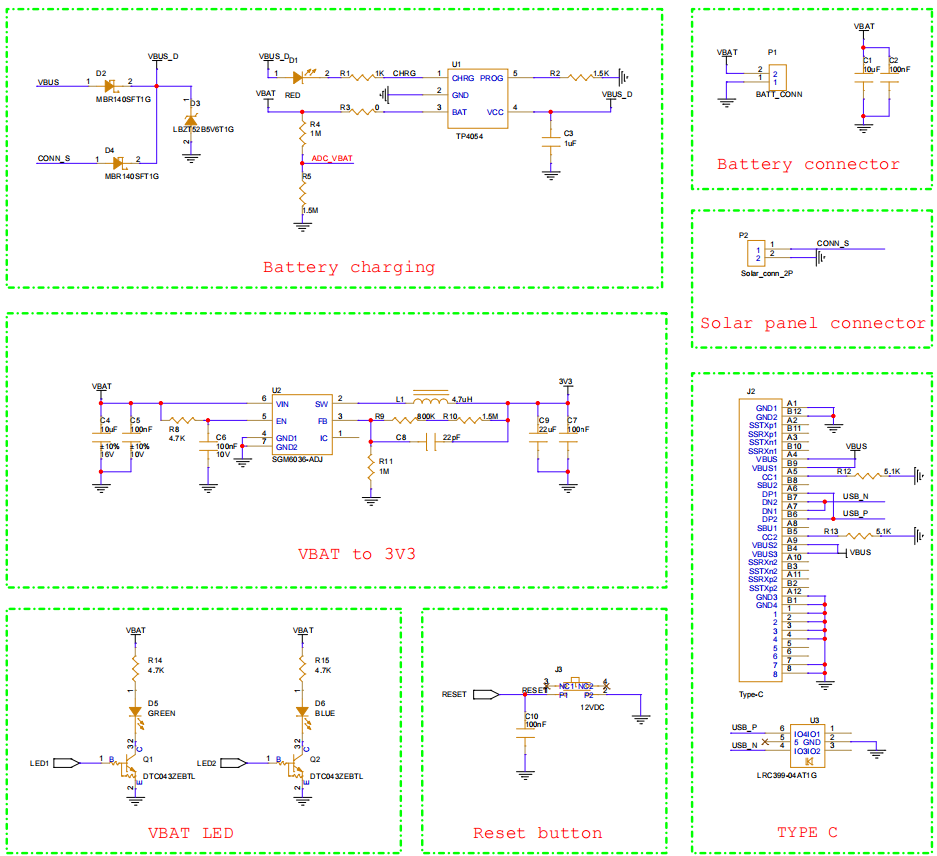 VBUS
1
D2
2
MBR140SFT1G
VBUS_D
D3
LBZT52B5V6T1G
2
CONN_S
1
D4
2
MBR140SFT1G
VBUS_D
D1
1
2
RED
R1
1K
CHRG
VBAT
R3
0
R4
1M
ADC_VBAT
R5
1.5M
U1
1
CHRG
PROG
5
2
GND
3
BAT
VCC
4
TP4054
R2
1.5K
VBUS_D
C3
1uF
Battery charging
VBAT
P1
2
2
1
1
BATT_CONN
VBAT
C1
10uF
C2
100nF
Battery connector
P2
1
1
2
2
CONN_S
Solar_conn_2P
Solar panel connector
VBAT
C4
10uF
±10%
16V
C5
100nF
±10%
10V
R8
4.7K
C6
100nF
10V
U2
6
VIN
SW
2
5
EN
FB
3
4
GND1
IC
1
7
GND2
SGM6036-ADJ
L1
4.7uH
R9
800K
R10
1.5M
C8
22pF
R11
1M
3V3
C9
22uF
C7
100nF
VBAT to 3V3
J2
GND1
A1
GND2
B12
SSTXp1
A2
SSRXp1
B11
SSTXn1
A3
SSRXn1
B10
VBUS
A4
VBUS1
B9
CC1
A5
SBU2
B8
DP1
A6
DN2
B7
DN1
A7
DP2
B6
SBU1
A8
CC2
B5
VBUS2
A9
VBUS3
B4
SSRXn2
A10
SSTXn2
B3
SSRXp2
A11
SSTXp2
B2
GND3
A12
GND4
B1
1
1
2
2
3
3
4
4
5
5
6
6
7
7
8
8
Type-C
VBUS
R12
5.1K
USB_N
USB_P
R13
5.1K
VBUS
U3
USB_P
6
IO4
IO1
1
5
5
GND
2
USB_N
4
IO3
IO2
3
LRC399-04AT1G
TYPE C
VBAT
R14
4.7K
1
D5
GREEN
2
3
C
LED1
1
B
Q1
DTC043ZEBTL
E
2
VBAT
R15
4.7K
1
D6
BLUE
2
3
C
LED2
1
B
Q2
DTC043ZEBTL
E
2
VBAT LED
RESET
RESET
J3
3
NC1
NC2
4
1
P1
P2
2
12VDC
C10
100nF
Reset button